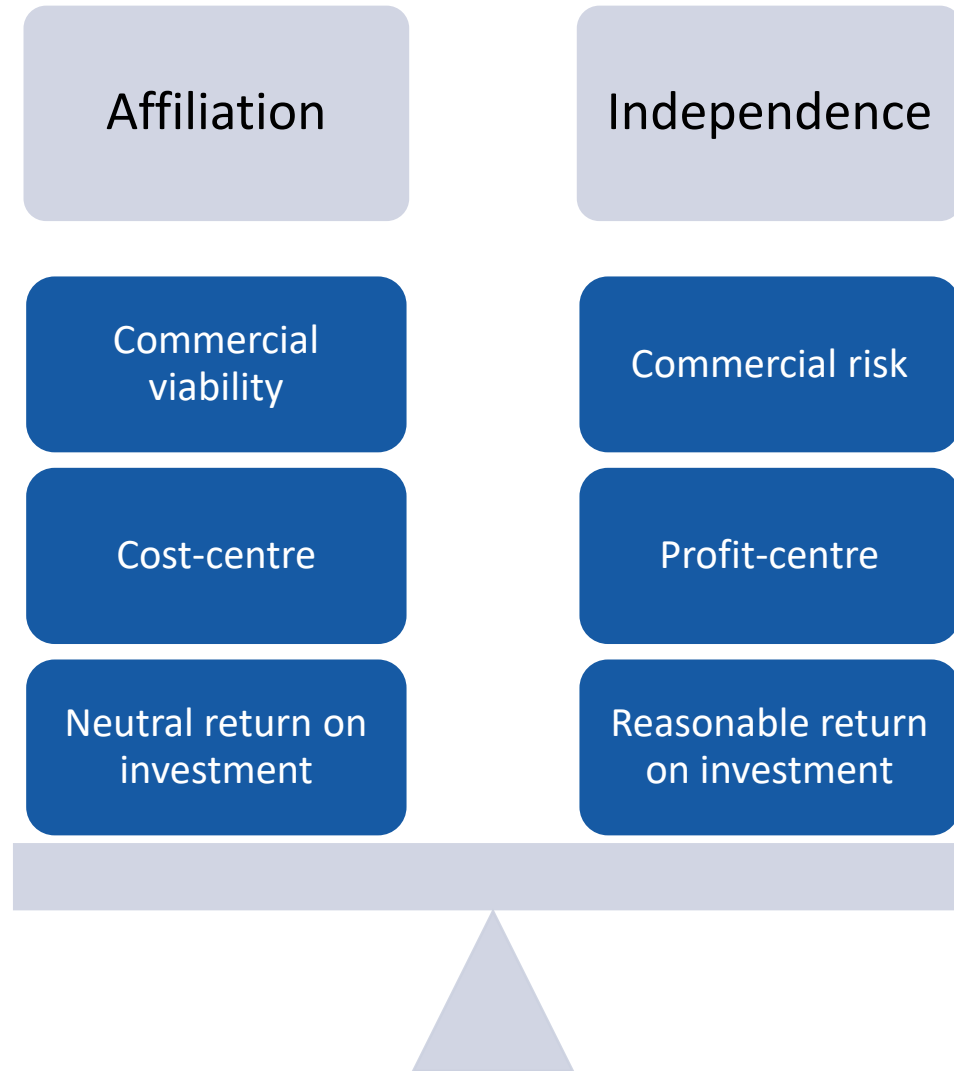 Affiliation
Independence
Commercial
viability
Commercial risk
Cost-centre
Profit-centre
Neutral return on
investment
Reasonable return
on investment